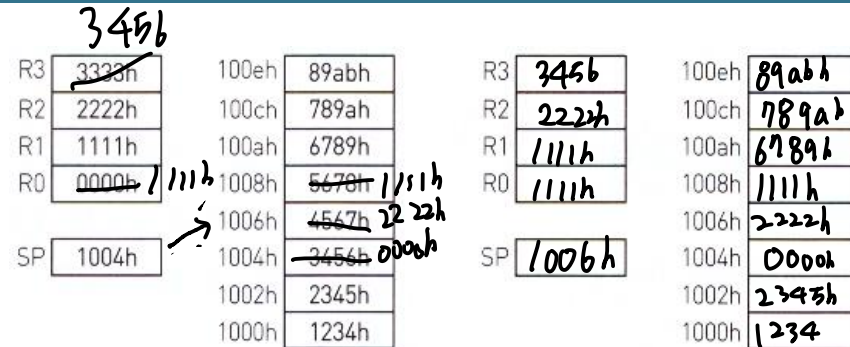 3456
R3 3333h 100eh 89abh R3 3456 100eh 89abh
R2 2222h 100ch 789ah R2 2222h 100ch 789ah
R1 1111h 100ah 6789h R1 1111h 100ah 6789h
R0 0000h 1111h 1008h 5678h 1111h R0 1111h 1008h 1111h
1006h 4567h 2222h 1006h 2222h
SP 1004h 1004h 3456h 0000h SP 1006h 1004h 0000h
1002h 2345h 1002h 2345h
1000h 1234h 1000h 1234